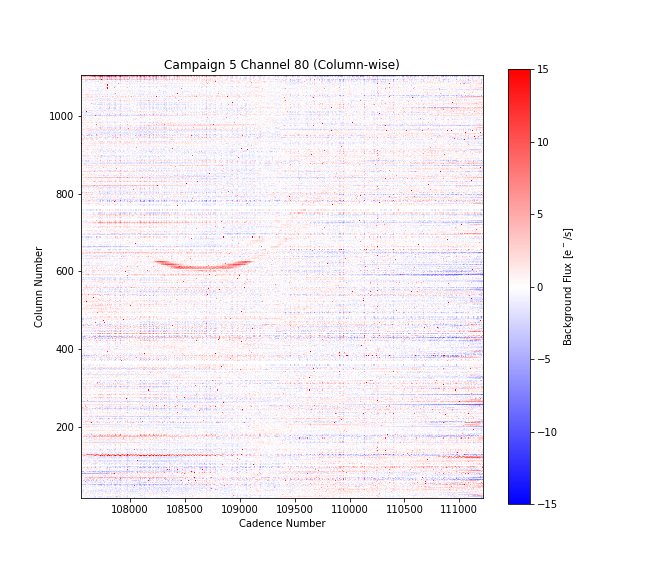 Campaign 5 Channel 80 (Column-wise)
1000
800
600
400
200
Column Number
108000 108500 109000 109500 110000 110500 111000
Cadence Number
15
10
5
0
−5
−10
−15
Background Flux [e⁻/s]